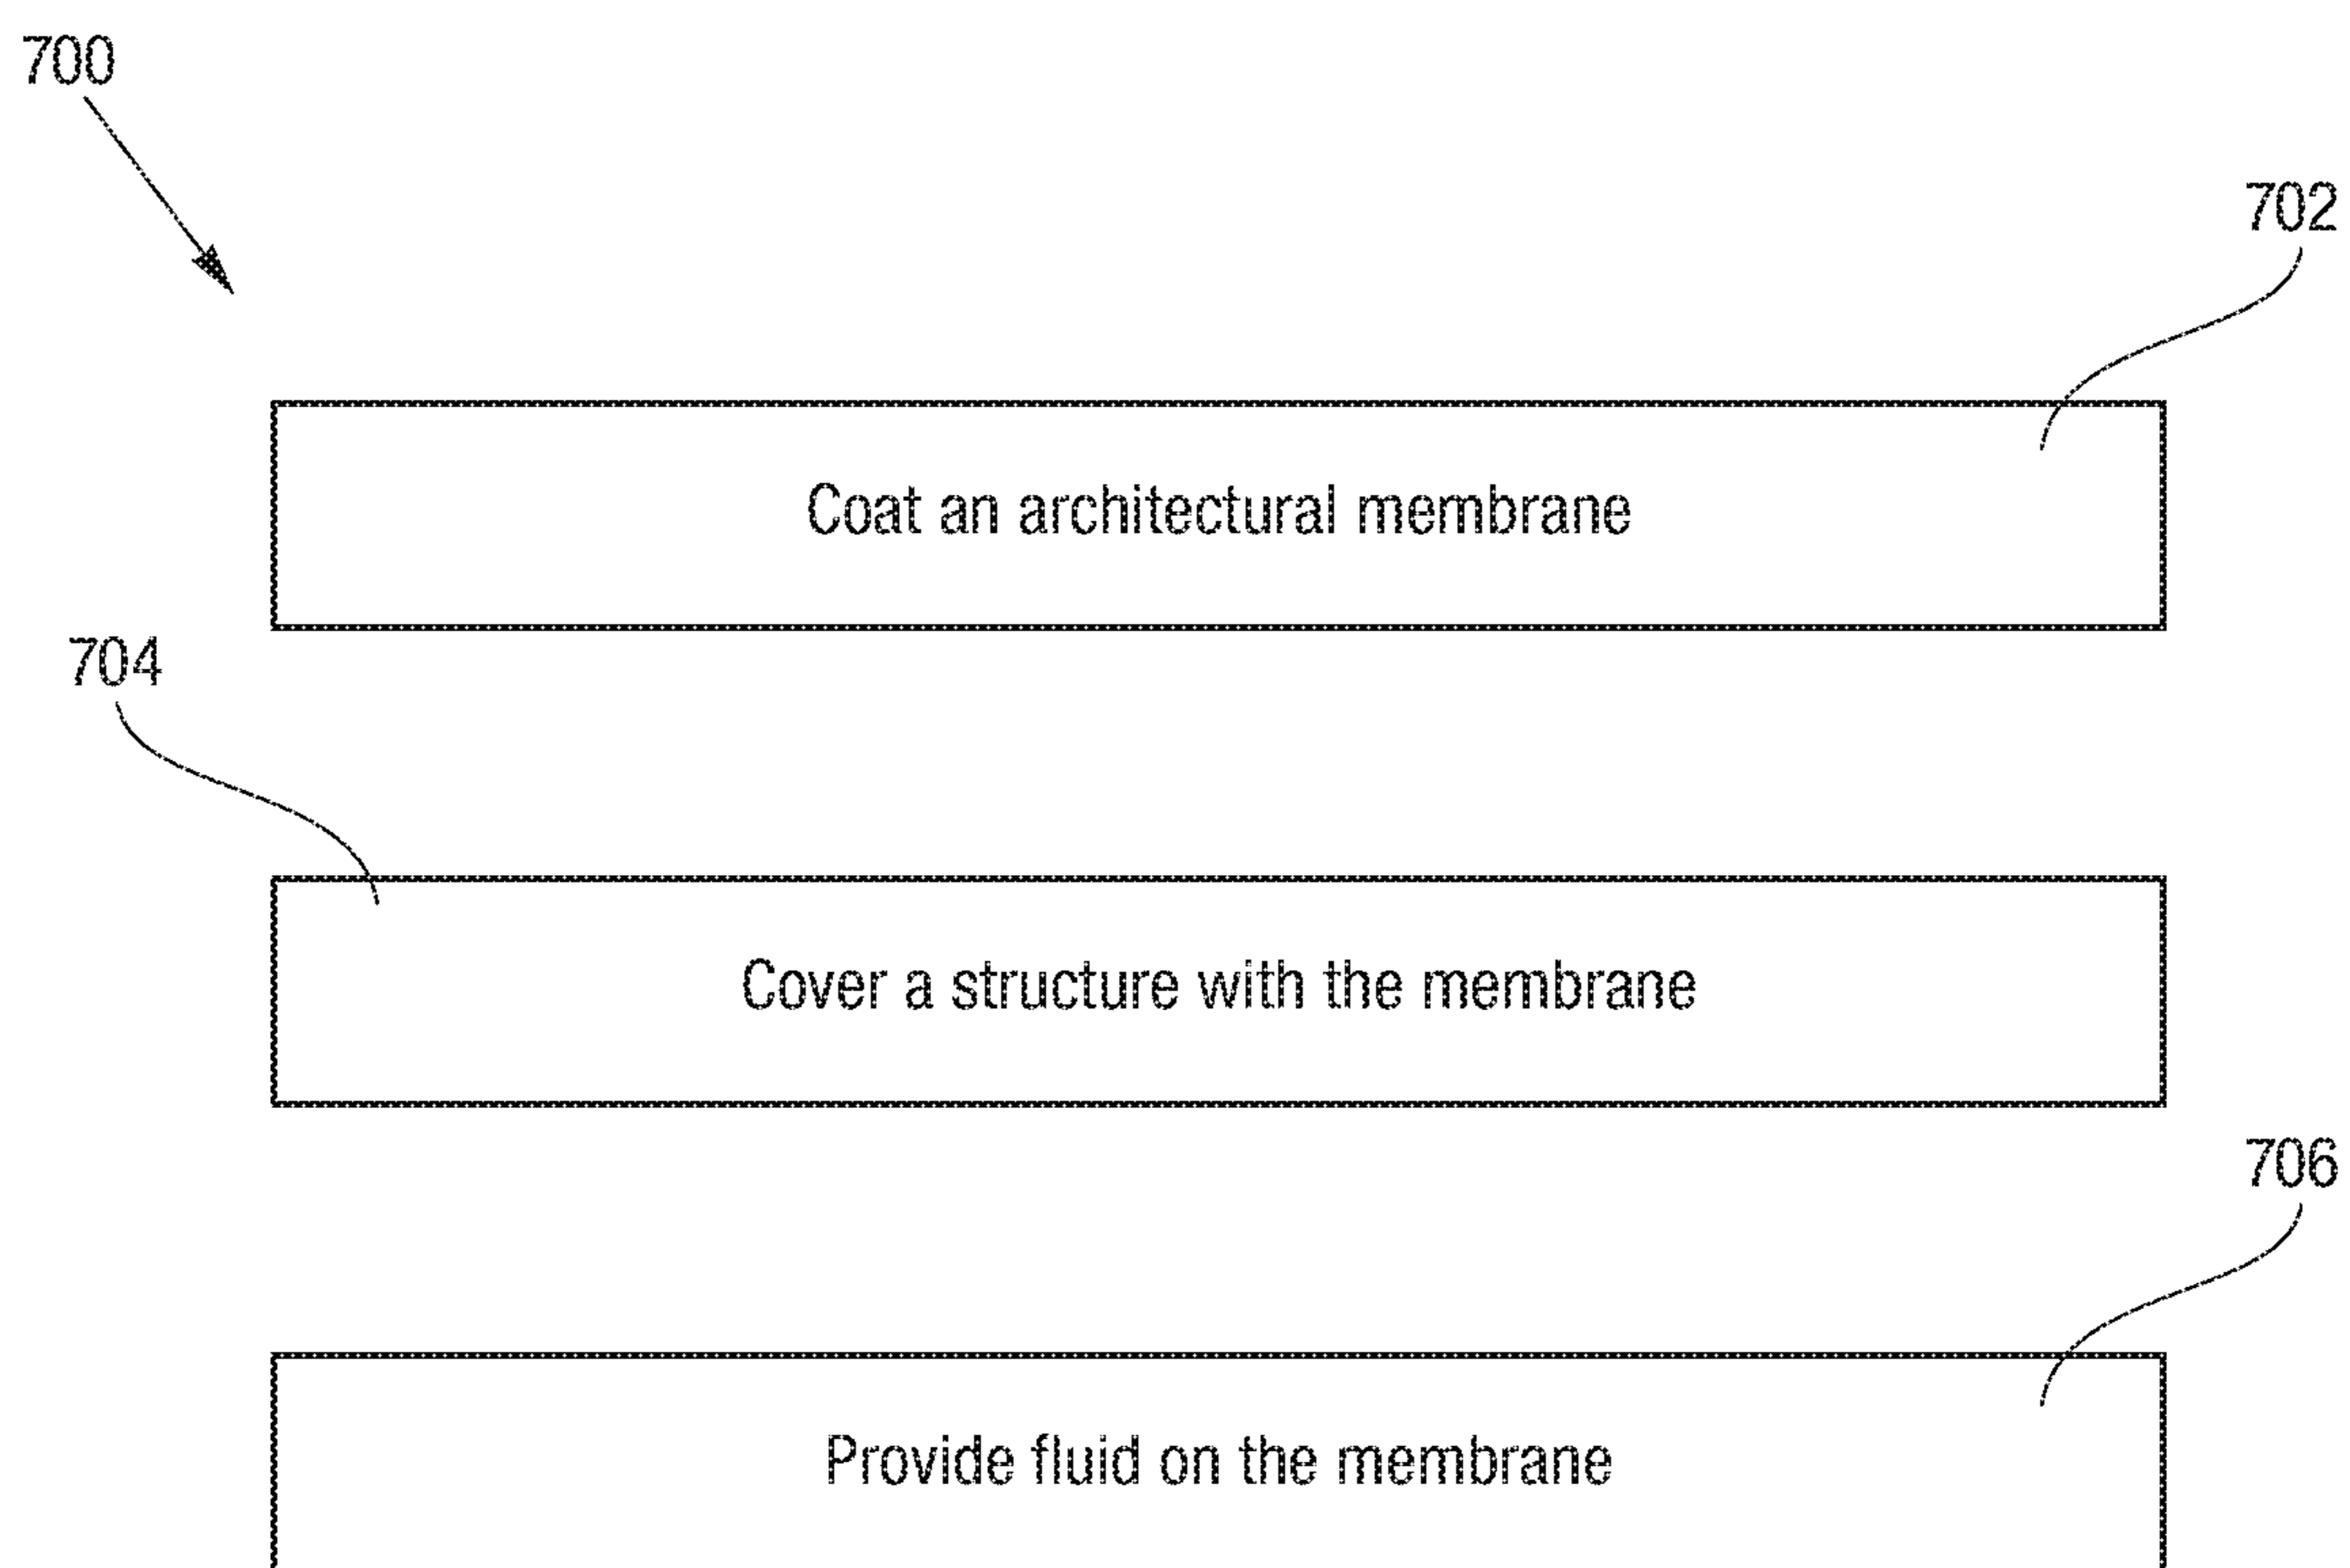 700
702
Coat an architectural membrane
704
Cover a structure with the membrane
706
Provide fluid on the membrane